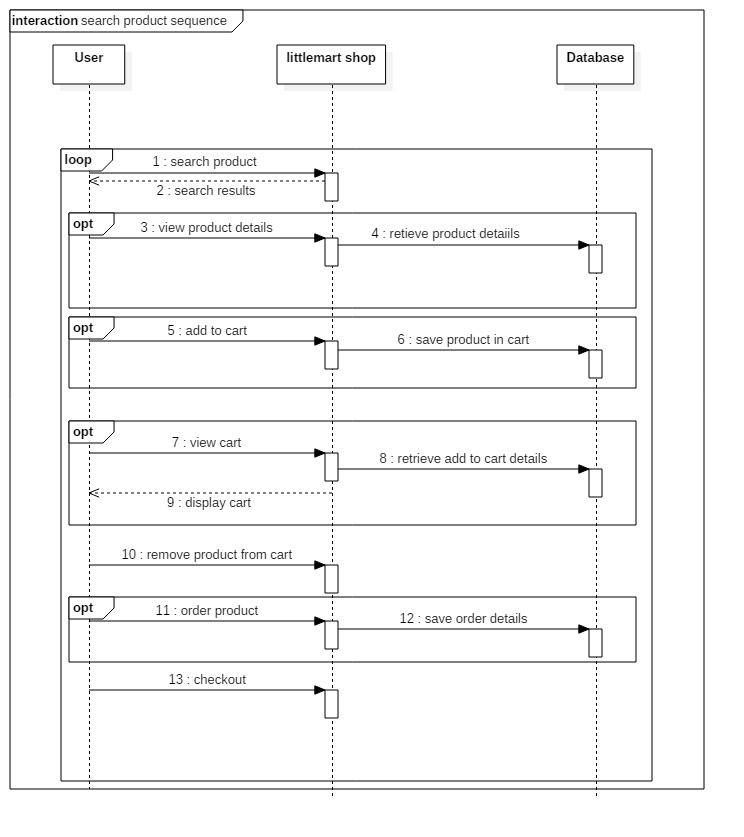 interaction search product sequence
User
littlemart shop
Database
loop
1 : search product
2 : search results
opt
3 : view product details
4 : retieve product detaiils
opt
5 : add to cart
6 : save product in cart
opt
7 : view cart
8 : retrieve add to cart details
9 : display cart
10 : remove product from cart
opt
11 : order product
12 : save order details
13 : checkout